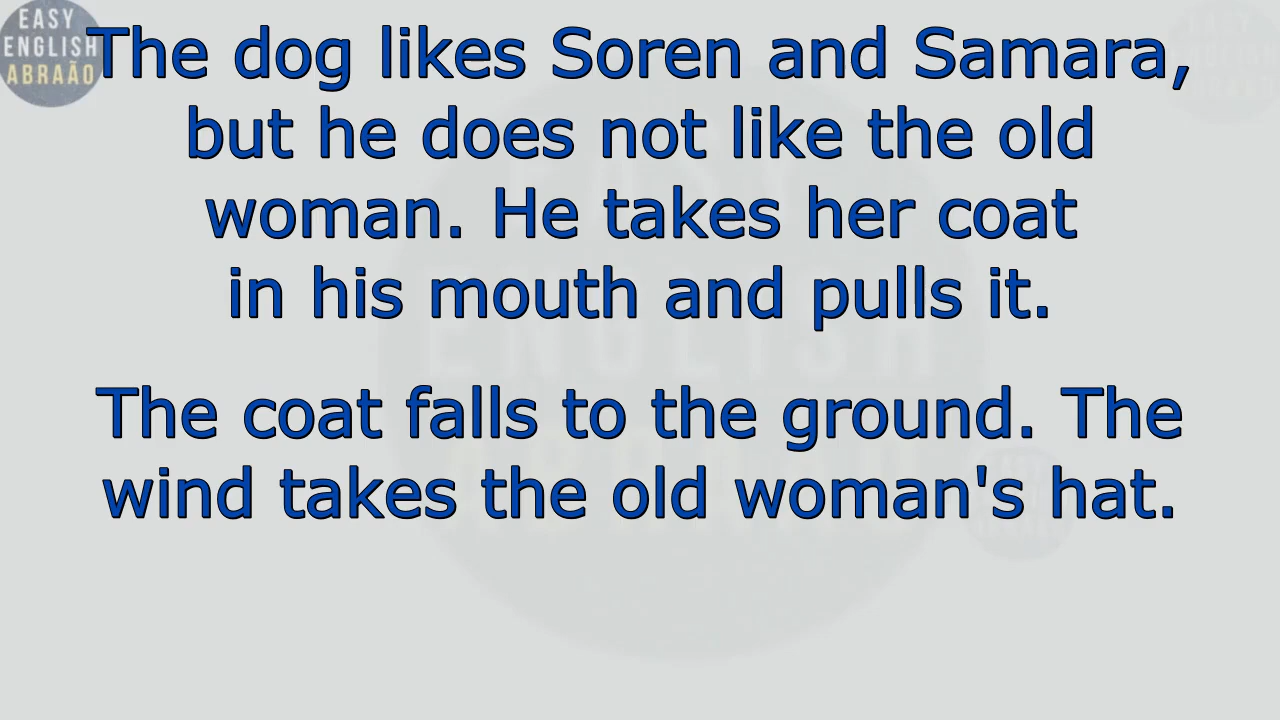 EASY
ENGLISH
ABRAÃO
The dog likes Soren and Samara,
but he does not like the old
woman. He takes her coat
in his mouth and pulls it.
The coat falls to the ground. The
wind takes the old woman's hat.